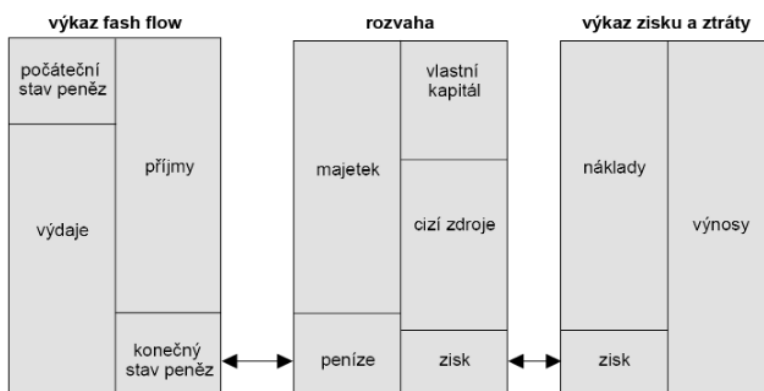 výkaz fash flow
rozvaha
výkaz zisku a ztráty
počáteční
stav peněz
výdaje
příjmy
konečný
stav peněz
majetek
peníze
vlastní
kapitál
cizí zdroje
zisk
náklady
zisk
výnosy